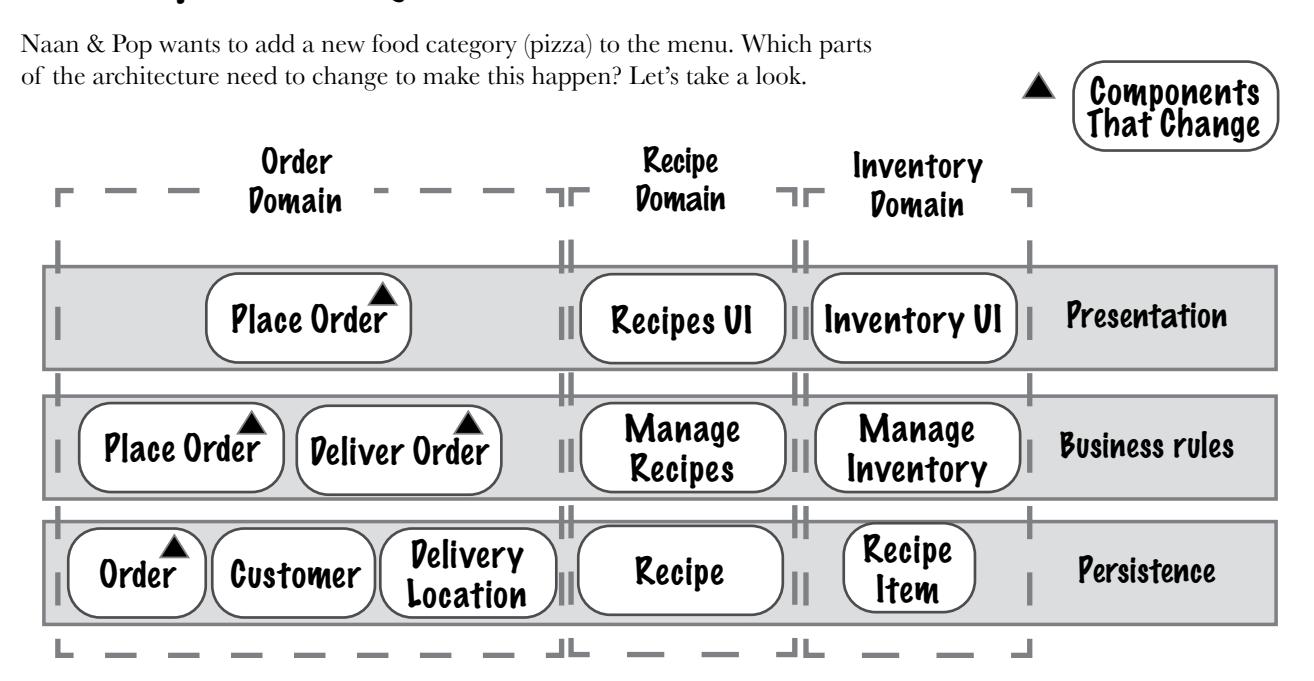 Naan & Pop wants to add a new food category (pizza) to the menu. Which parts
of the architecture need to change to make this happen? Let's take a look.
Components
That Change
Order
Domain
Recipe
Domain
Inventory
Domain
Place Order
Recipes UI
Inventory UI
Presentation
Place Order
Deliver Order
Manage
Recipes
Manage
Inventory
Business rules
Order
Customer
Delivery
Location
Recipe
Recipe
Item
Persistence